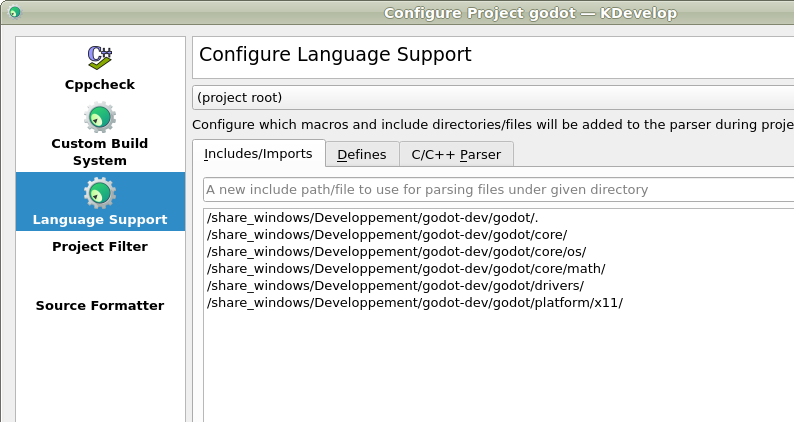 Configure Project godot — KDevelop
Cppcheck
Custom Build
System
Language Support
Project Filter
Source Formatter
Configure Language Support
(project root)
Configure which macros and include directories/files will be added to the parser during proje
Includes/Imports
Defines
C/C++ Parser
A new include path/file to use for parsing files under given directory
/share_windows/Developpement/godot-dev/godot/.
/share_windows/Developpement/godot-dev/godot/core/
/share_windows/Developpement/godot-dev/godot/core/os/
/share_windows/Developpement/godot-dev/godot/core/math/
/share_windows/Developpement/godot-dev/godot/drivers/
/share_windows/Developpement/godot-dev/godot/platform/x11/